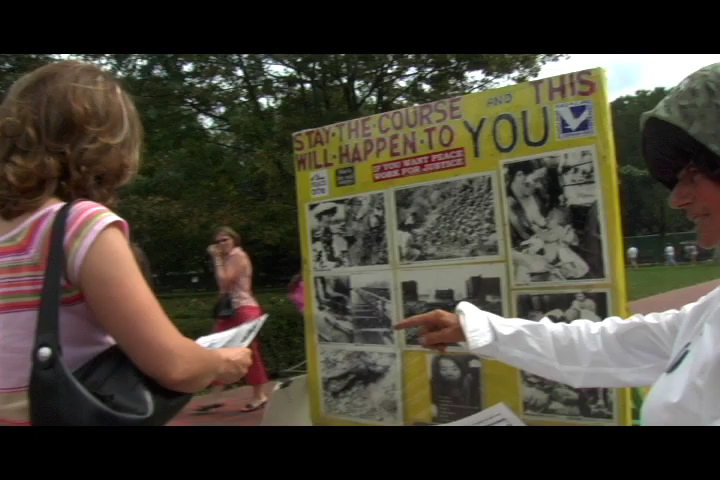 STAY-THE-COURSE AND THIS
WILL-HAPPEN-TO YOU
IF YOU WANT PEACE
WORK FOR JUSTICE